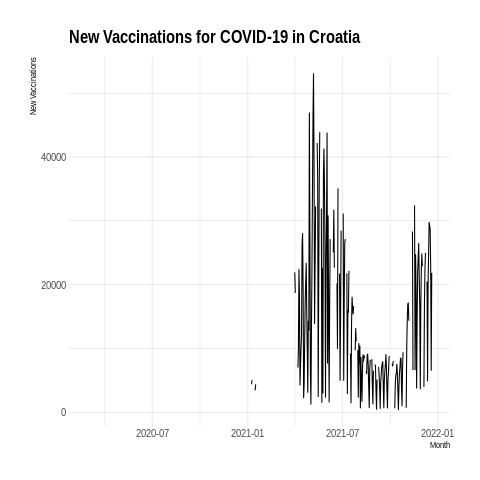 New Vaccinations for COVID-19 in Croatia
New Vaccinations
40000
20000
0
2020-07 2021-01 2021-07 2022-01
Month